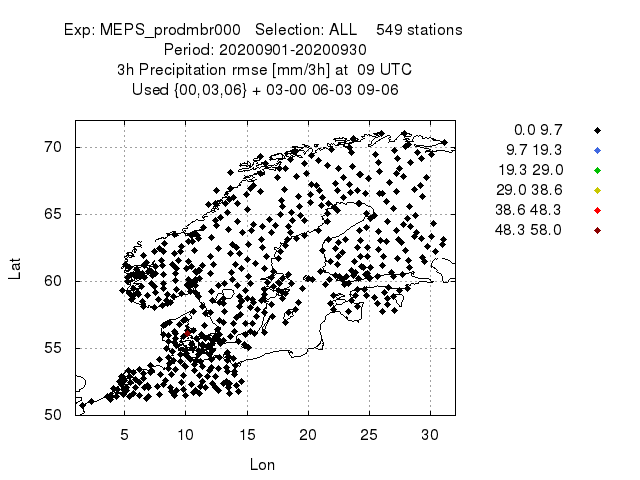 Exp: MEPS_prodmbr000 Selection: ALL 549 stations
Period: 20200901-20200930
3h Precipitation rmse [mm/3h] at 09 UTC
Used {00,03,06} + 03-00 06-03 09-06
0.0 9.7
9.7 19.3
19.3 29.0
29.0 38.6
38.6 48.3
48.3 58.0
70
65
60
55
50
Lat
5 10 15 20 25 30
Lon